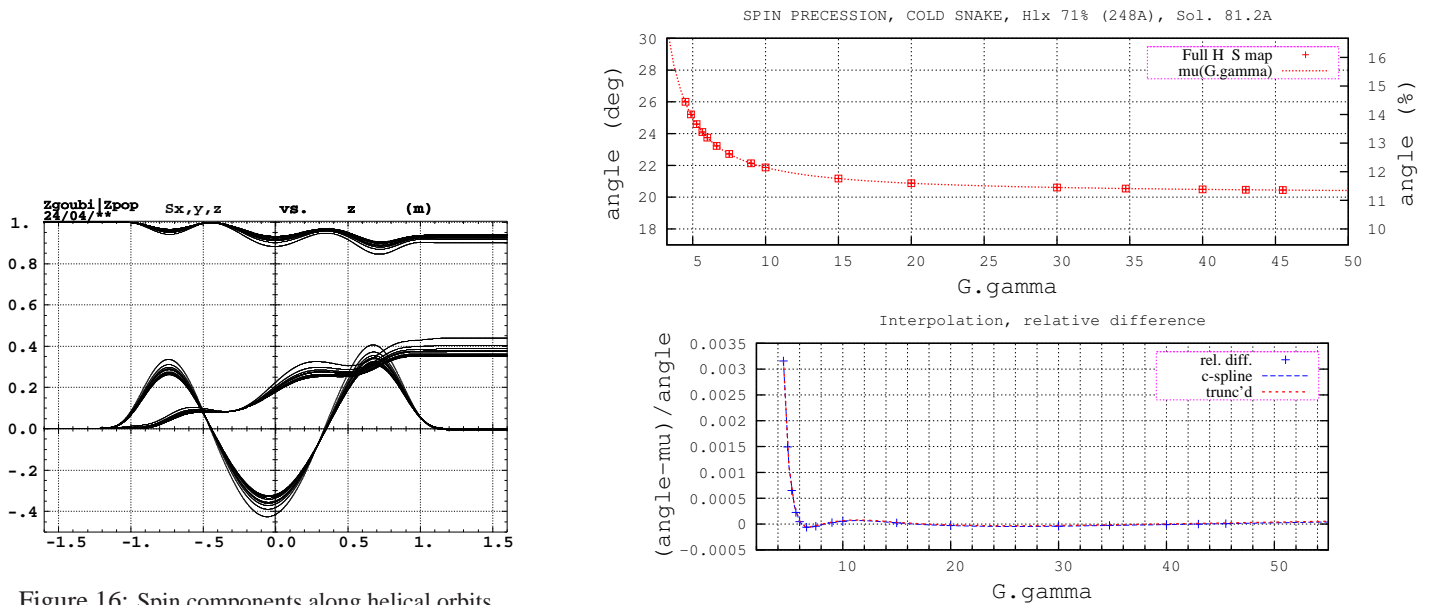 Zgoubi|Zpop
24/04/**
Sx,y,z vs. z (m)
1.
0.8
0.6
0.4
0.2
0.0
-.2
-.4
-1.5 -1. -.5 0.0 0.5 1. 1.5
Figure 16: Spin components along helical orbits
SPIN PRECESSION, COLD SNAKE, Hlx 71% (248A), Sol. 81.2A
angle (deg)
30
28
26
24
22
20
18
Full H S map
mu(G.gamma)
16
15
14
13
12
11
10
angle (%)
5 10 15 20 25 30 35 40 45 50
G.gamma
Interpolation, relative difference
(angle-mu)/angle
0.0035
0.003
0.0025
0.002
0.0015
0.001
0.0005
0
-0.0005
rel. diff.
c-spline
trunc'd
10 20 30 40 50
G.gamma